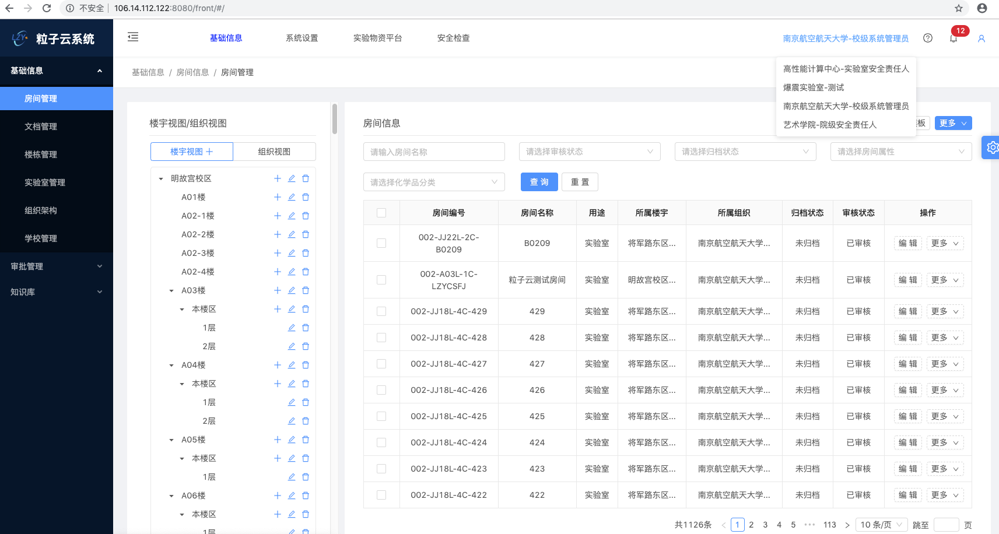 不安全 106.14.112.122:8080/front/#/
LZY 粒子云系统
基础信息 系统设置 实验物资平台 安全检查
南京航空航天大学-校级系统管理员 12
高性能计算中心-实验室安全责任人
爆震实验室-测试
南京航空航天大学-校级系统管理员
艺术学院-院级安全责任人
基础信息
房间管理
文档管理
楼栋管理
实验室管理
组织架构
学校管理
审批管理
知识库
基础信息 / 房间信息 / 房间管理
楼宇视图/组织视图
楼宇视图 组织视图
明故宫校区
A01楼
A02-1楼
A02-2楼
A02-3楼
A02-4楼
A03楼
本楼区
1层
2层
A04楼
本楼区
1层
2层
A05楼
本楼区
1层
A06楼
本楼区
1层
房间信息
板 更多
请输入房间名称 请选择审核状态 请选择归档状态 请选择房间属性
请选择化学品分类 查 询 重 置
房间编号 房间名称 用途 所属楼宇 所属组织 归档状态 审核状态 操作
002-JJ22L-2C-
B0209 B0209 实验室 将军路东区... 南京航空航天大学... 未归档 已审核 编 辑 更多
002-A03L-1C-
LZYCSFJ 粒子云测试房间 实验室 明故宫校区... 南京航空航天大学... 未归档 已审核 编 辑 更多
002-JJ18L-4C-429 429 实验室 将军路东区... 南京航空航天大学... 未归档 已审核 编 辑 更多
002-JJ18L-4C-428 428 实验室 将军路东区... 南京航空航天大学... 未归档 已审核 编 辑 更多
002-JJ18L-4C-427 427 实验室 将军路东区... 南京航空航天大学... 未归档 已审核 编 辑 更多
002-JJ18L-4C-426 426 实验室 将军路东区... 南京航空航天大学... 未归档 已审核 编 辑 更多
002-JJ18L-4C-425 425 实验室 将军路东区... 南京航空航天大学... 未归档 已审核 编 辑 更多
002-JJ18L-4C-424 424 实验室 将军路东区... 南京航空航天大学... 未归档 已审核 编 辑 更多
002-JJ18L-4C-423 423 实验室 将军路东区... 南京航空航天大学... 未归档 已审核 编 辑 更多
002-JJ18L-4C-422 422 实验室 将军路东区... 南京航空航天大学... 未归档 已审核 编 辑 更多
共1126条 < 1 2 3 4 5 ••• 113 > 10 条/页 跳至 页